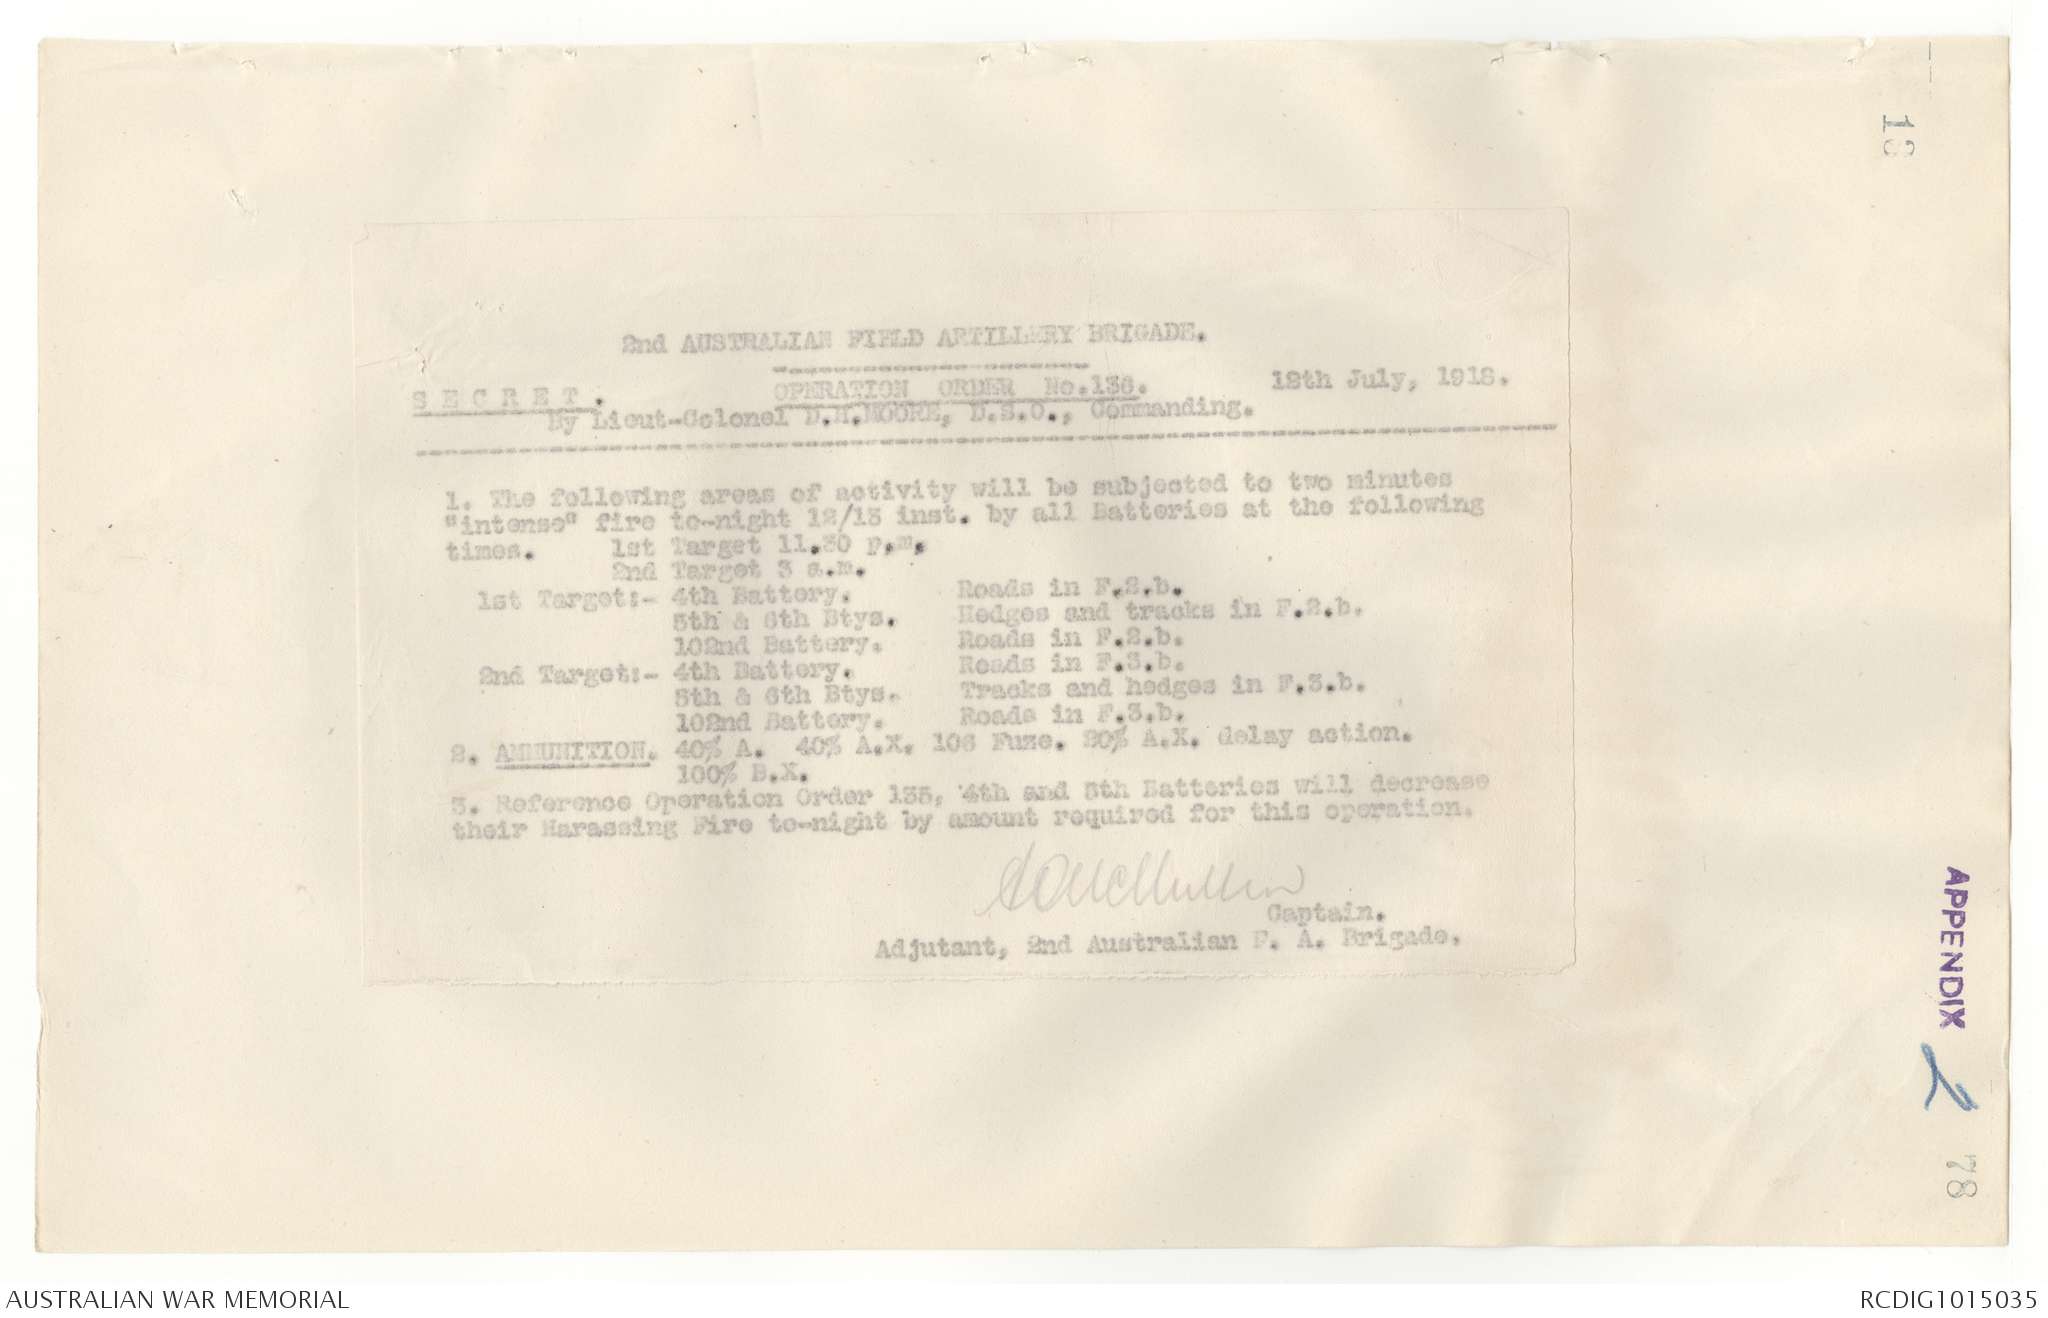 18
2nd AUSTRALIAN FIELD ARTILLERY BRIGADE.
S E C R E T. OPERATION ORDER No.136. 12th July, 1918.
By Lieut-Colonel D.H.MOORE, D.S.O., Commanding.
1. The following areas of activity will be subjected to two minutes
"intense" fire to-night 12/13 inst. by all Batteries at the following
times. 1st Target 11.30 p.m.
2nd Target 3 a.m.
1st Target:- 4th Battery. Roads in F.2.b.
5th & 6th Btys. Hedges and tracks in F.2.b.
102nd Battery. Roads in F.2.b.
2nd Target:- 4th Battery. Roads in F.3.b.
5th & 6th Btys. Tracks and hedges in F.3.b.
102nd Battery. Roads in F.3.b.
2. AMMUNITION. 40% A. 40% A.X. 106 Fuze. 20% A.X. delay action.
100% B.X.
3. Reference Operation Order 135, 4th and 5th Batteries will decrease
their Harassing Fire to-night by amount required for this operation.
McMullen
Captain.
Adjutant, 2nd Australian F. A. Brigade.
APPENDIX 2
78
AUSTRALIAN WAR MEMORIAL
RCDIG1015035